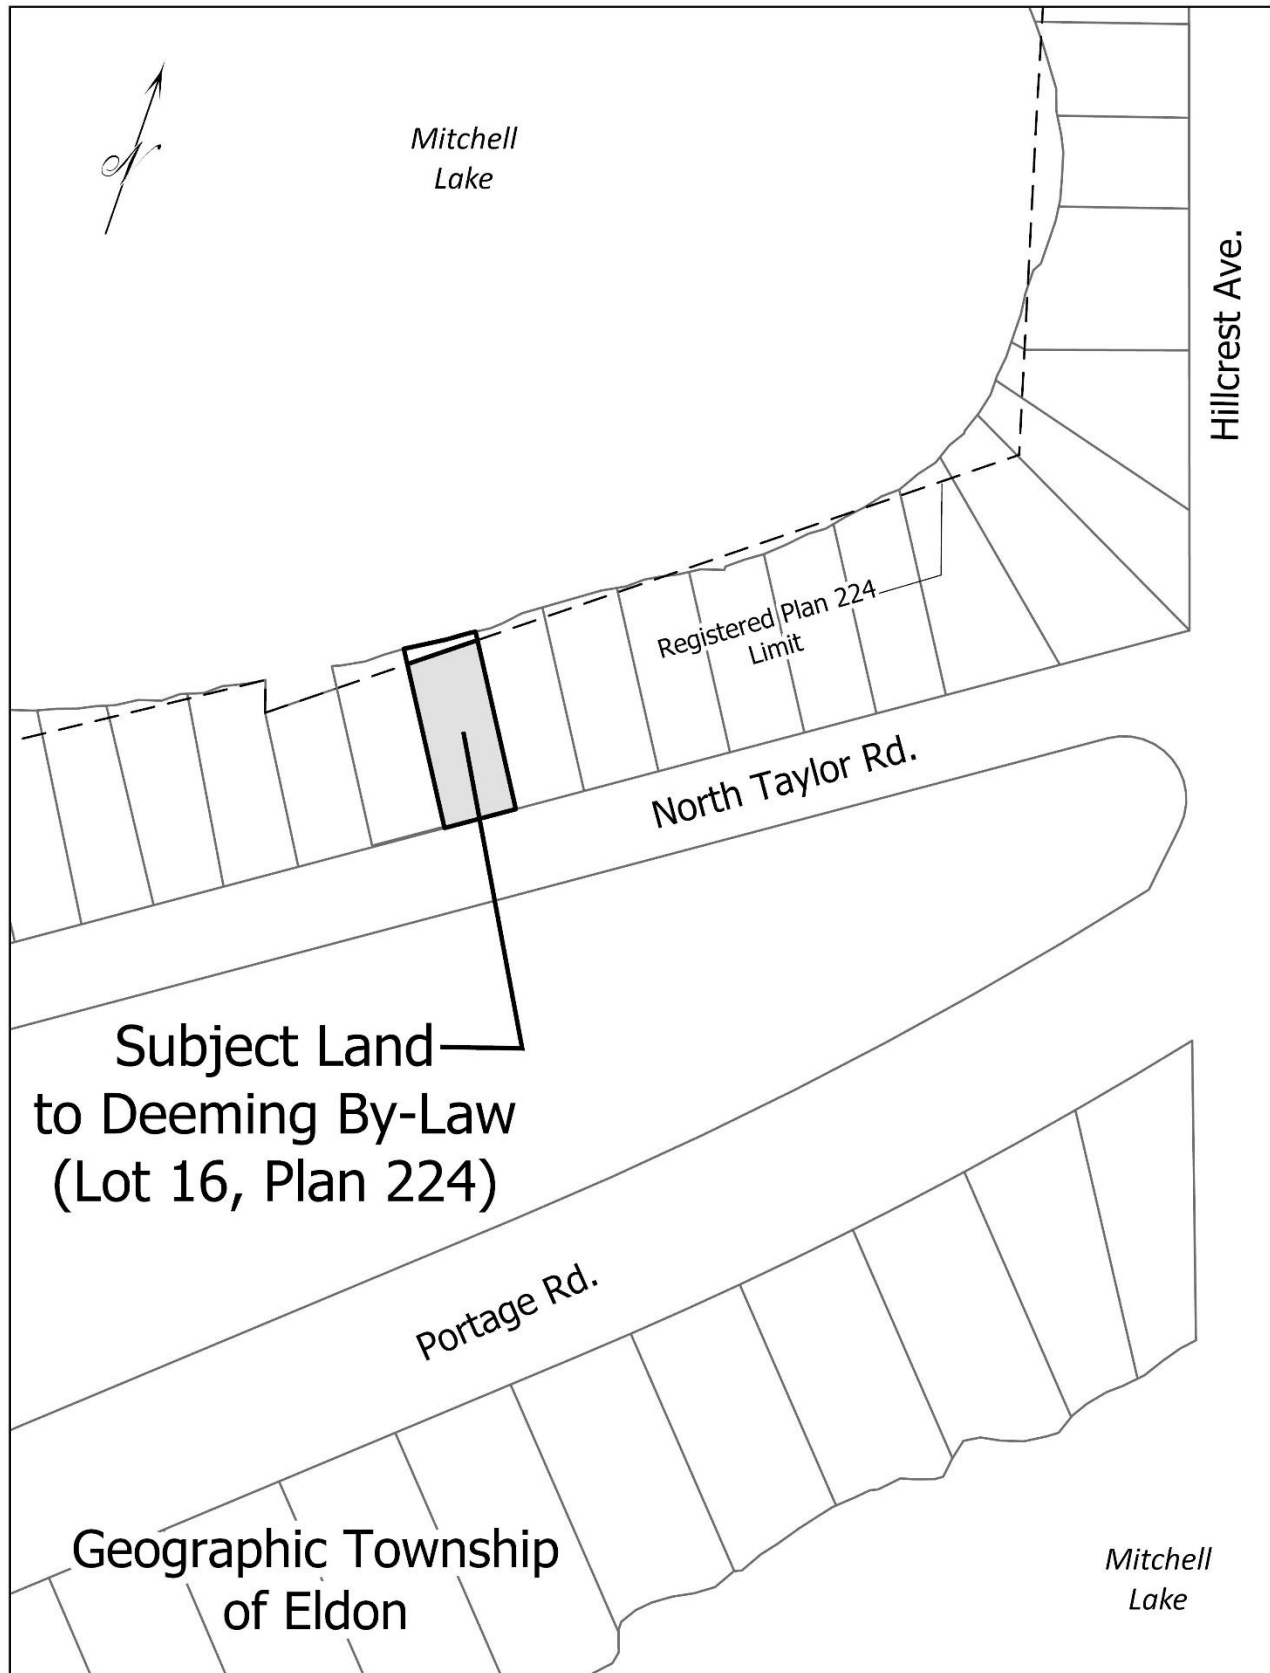 Mitchell
Lake
Hillcrest Ave.
Registered Plan 224
Limit
North Taylor Rd.
Subject Land
to Deeming By-Law
(Lot 16, Plan 224)
Portage Rd.
Geographic Township
of Eldon
Mitchell
Lake